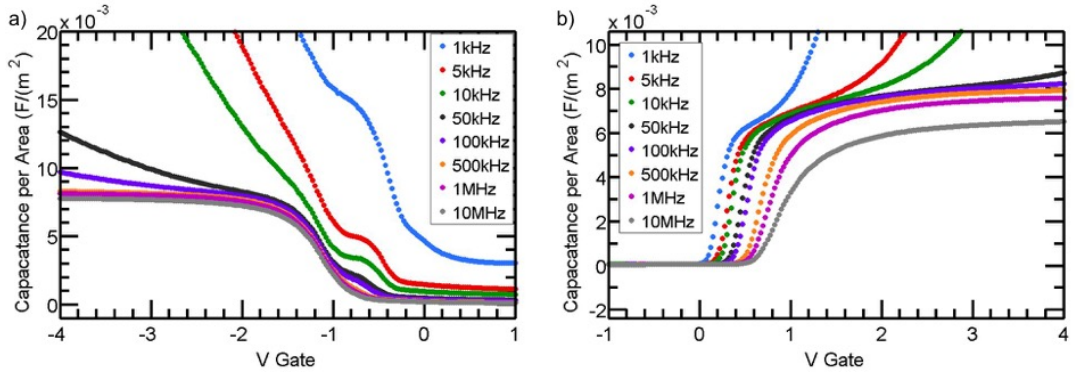 a)
x 10⁻³
20
15
10
5
0
Capacatance per Area (F/(m²)
-4 -3 -2 -1 0 1
V Gate
1kHz
5kHz
10kHz
50kHz
100kHz
500kHz
1MHz
10MHz
b)
x 10⁻³
10
8
6
4
2
0
-2
Capacatance per Area (F/(m²)
-1 0 1 2 3 4
V Gate
1kHz
5kHz
10kHz
50kHz
100kHz
500kHz
1MHz
10MHz